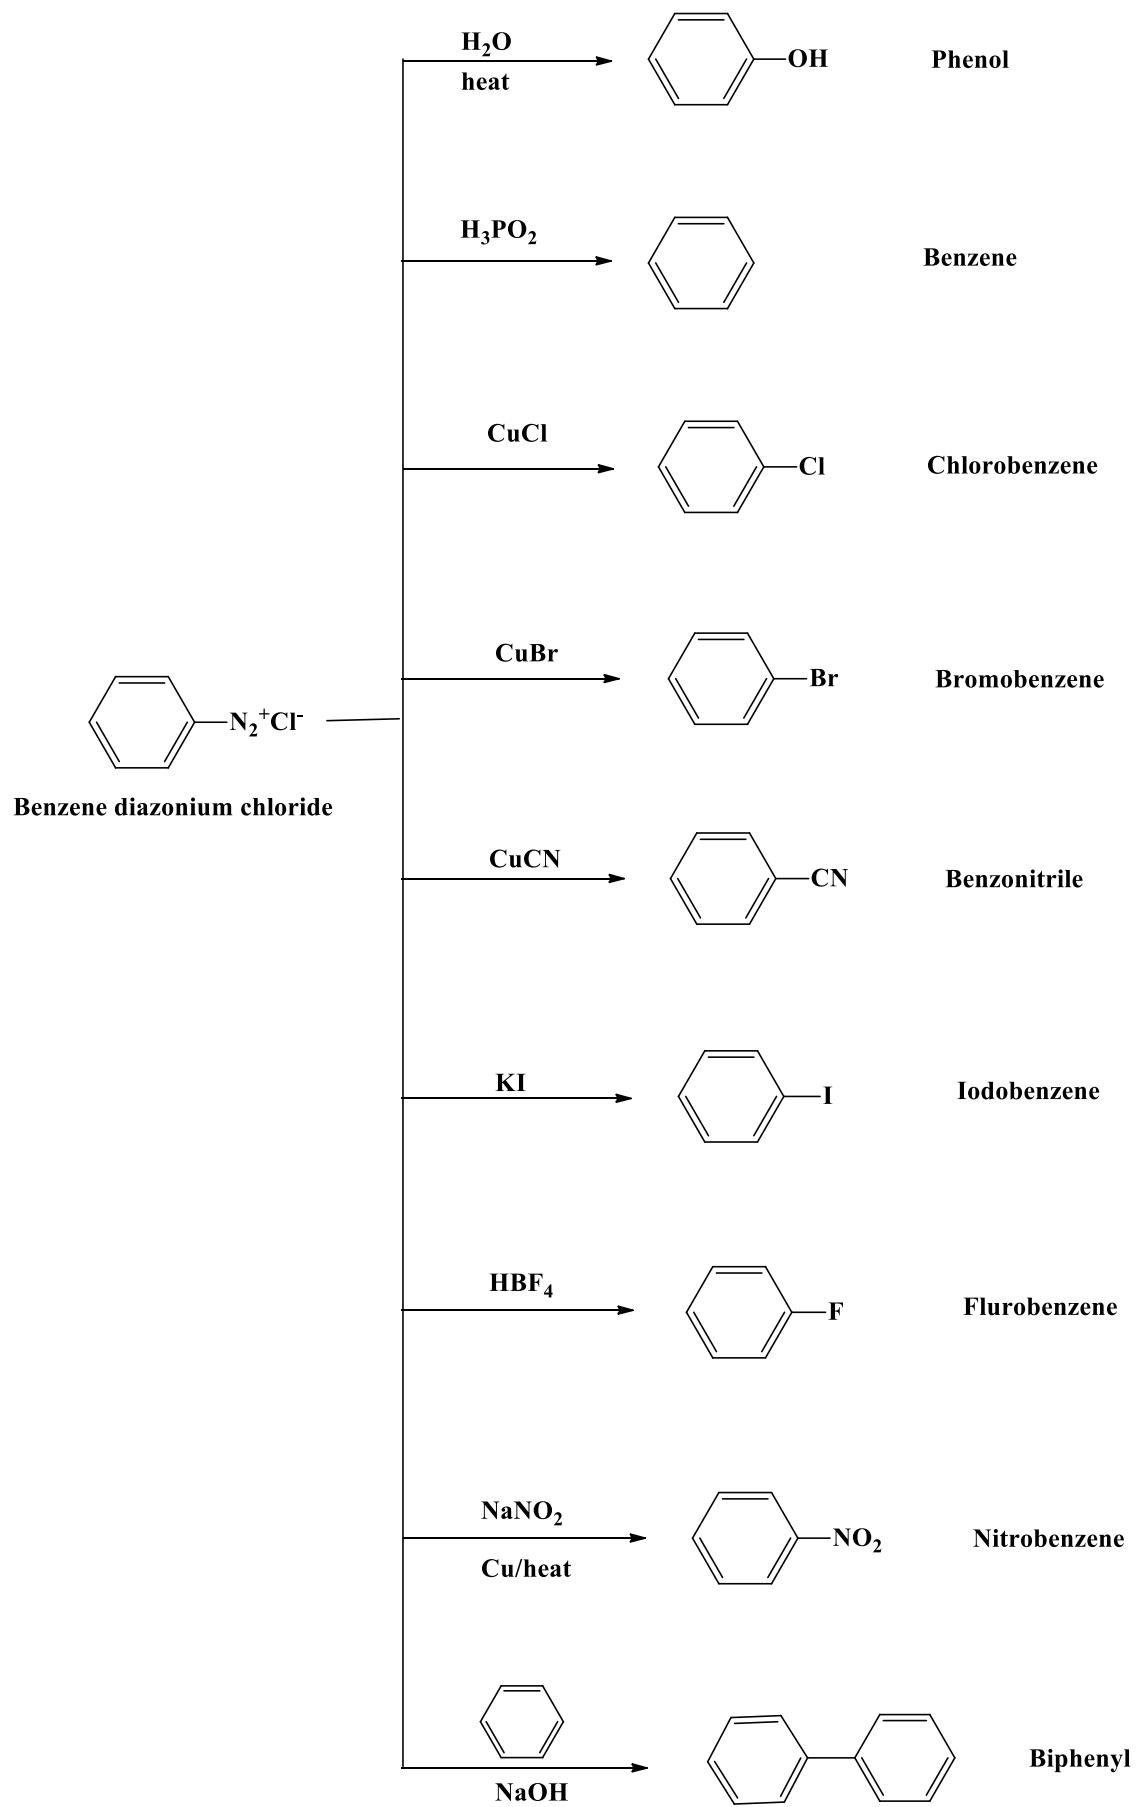 H₂O
heat
OH
Phenol
H₃PO₂
Benzene
CuCl
Cl
Chlorobenzene
CuBr
Br
Bromobenzene
N₂⁺Cl⁻
Benzene diazonium chloride
CuCN
CN
Benzonitrile
KI
I
Iodobenzene
HBF₄
F
Flurobenzene
NaNO₂
Cu/heat
NO₂
Nitrobenzene
NaOH
Biphenyl